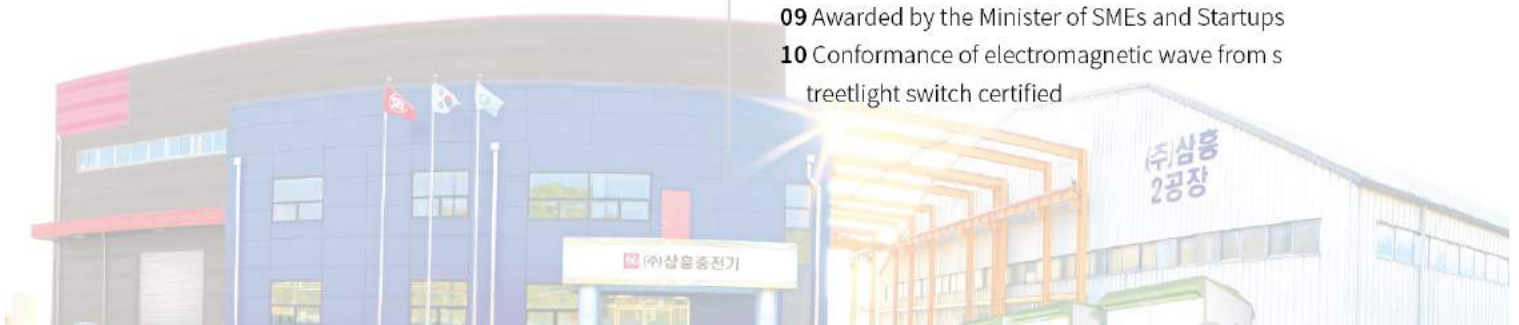 09 Awarded by the Minister of SMEs and Startups
10 Conformance of electromagnetic wave from s
treetlight switch certified
(주)삼흥
2공장
(주)삼흥중전기